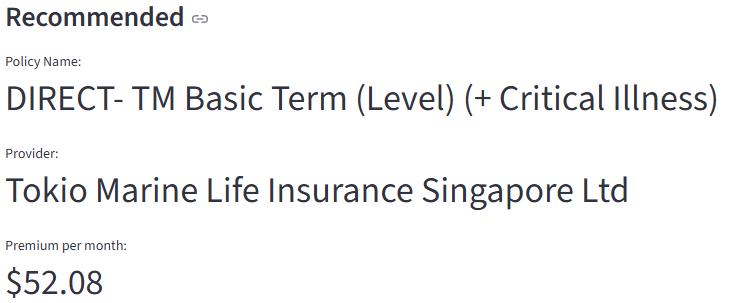 Recommended
Policy Name:
DIRECT- TM Basic Term (Level) (+ Critical Illness)
Provider:
Tokio Marine Life Insurance Singapore Ltd
Premium per month:
$52.08